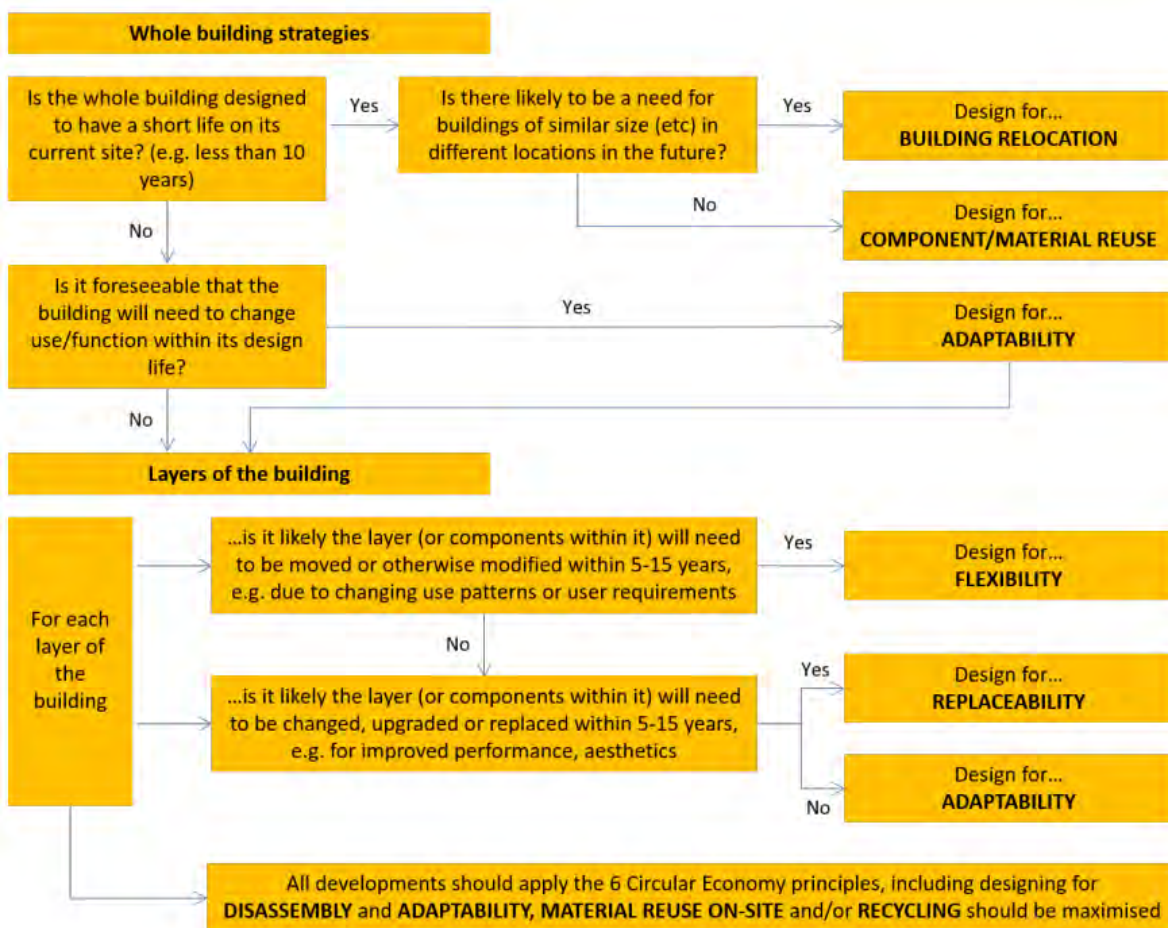 Whole building strategies
Is the whole building designed
to have a short life on its
current site? (e.g. less than 10
years)
Yes
Is there likely to be a need for
buildings of similar size (etc) in
different locations in the future?
Yes
Design for...
BUILDING RELOCATION
No
No
Design for...
COMPONENT/MATERIAL REUSE
Is it foreseeable that the
building will need to change
use/function within its design
life?
Yes
Design for...
ADAPTABILITY
No
Layers of the building
For each
layer of
the
building
...is it likely the layer (or components within it) will need
to be moved or otherwise modified within 5-15 years,
e.g. due to changing use patterns or user requirements
Yes
Design for...
FLEXIBILITY
No
...is it likely the layer (or components within it) will need
to be changed, upgraded or replaced within 5-15 years,
e.g. for improved performance, aesthetics
Yes
Design for...
REPLACEABILITY
No
Design for...
ADAPTABILITY
All developments should apply the 6 Circular Economy principles, including designing for
DISASSEMBLY and ADAPTABILITY, MATERIAL REUSE ON-SITE and/or RECYCLING should be maximised